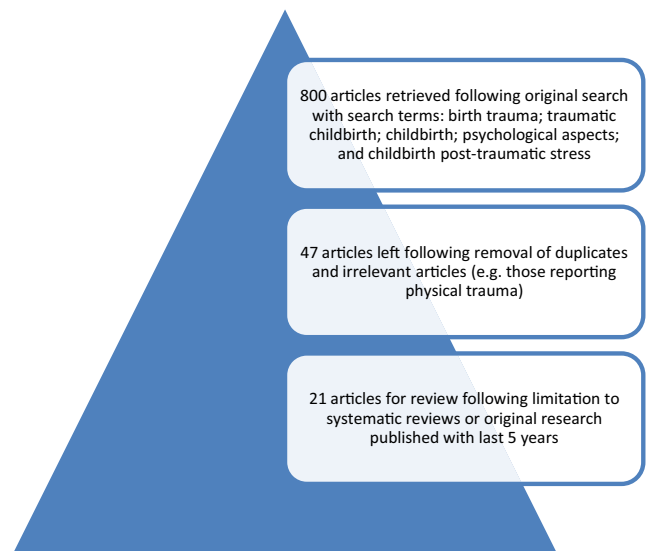 800 articles retrieved following original search
with search terms: birth trauma; traumatic
childbirth; childbirth; psychological aspects;
and childbirth post-traumatic stress
47 articles left following removal of duplicates
and irrelevant articles (e.g. those reporting
physical trauma)
21 articles for review following limitation to
systematic reviews or original research
published with last 5 years